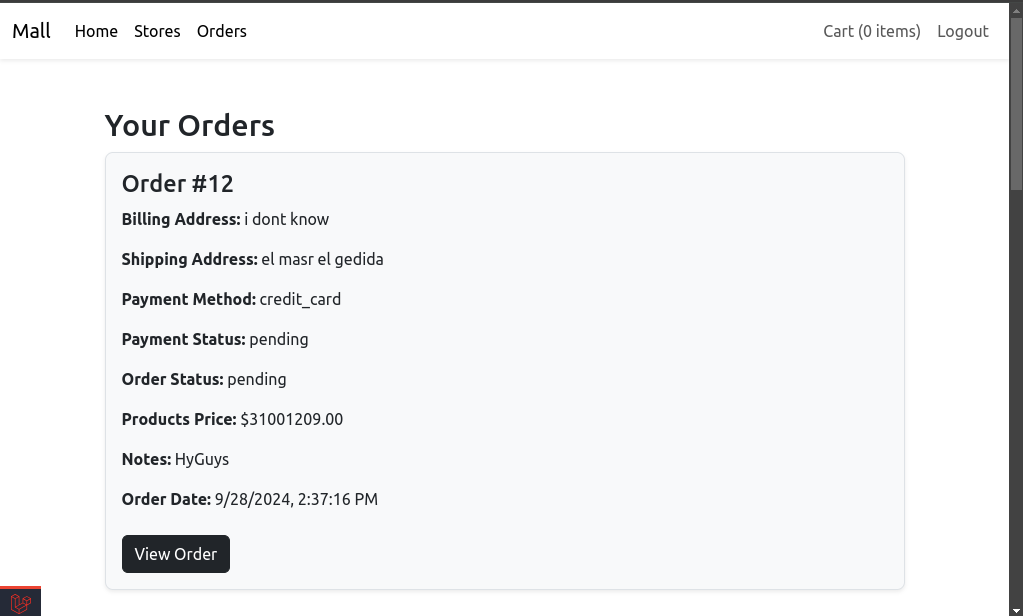 Mall Home Stores Orders Cart (0 items) Logout
Your Orders
Order #12
Billing Address: i dont know
Shipping Address: el masr el gedida
Payment Method: credit_card
Payment Status: pending
Order Status: pending
Products Price: $31001209.00
Notes: HyGuys
Order Date: 9/28/2024, 2:37:16 PM
View Order